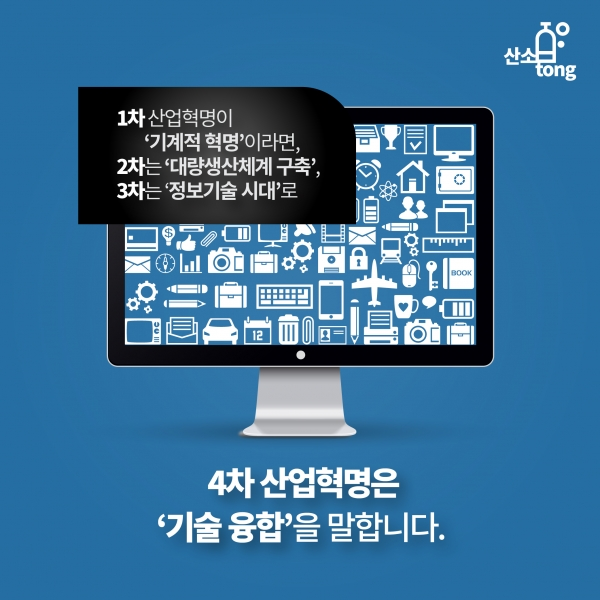 산소
tong
1차 산업혁명이
‘기계적 혁명’이라면,
2차는 ‘대량생산체계 구축’,
3차는 ‘정보기술 시대’로
BOOK
12
4차 산업혁명은
‘기술 융합’을 말합니다.